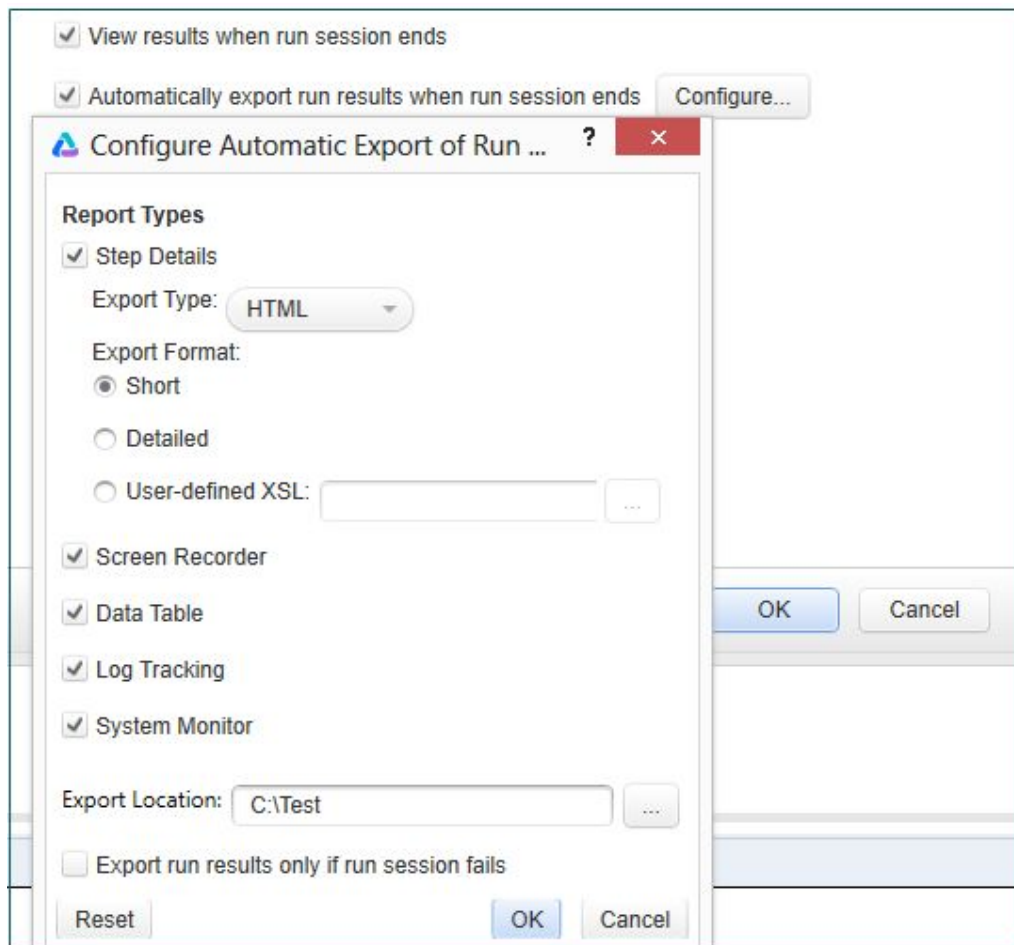 View results when run session ends
Automatically export run results when run session ends Configure...
Configure Automatic Export of Run ... ?
Report Types
Step Details
Export Type: HTML
Export Format:
Short
Detailed
User-defined XSL: ...
Screen Recorder
Data Table
OK Cancel
Log Tracking
System Monitor
Export Location: C:\Test ...
Export run results only if run session fails
Reset OK Cancel